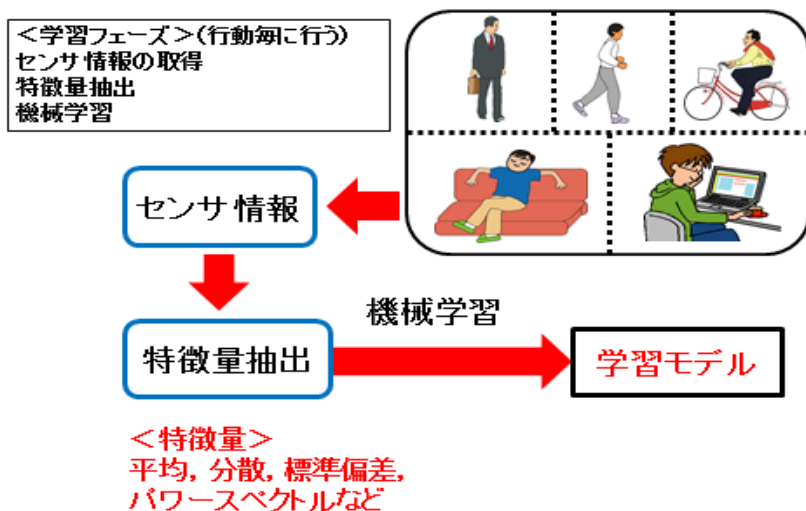 ＜学習フェーズ＞(行動毎に行う)
センサ情報の取得
特徴量抽出
機械学習
センサ情報
機械学習
特徴量抽出
学習モデル
＜特徴量＞
平均, 分散, 標準偏差,
パワースペクトルなど